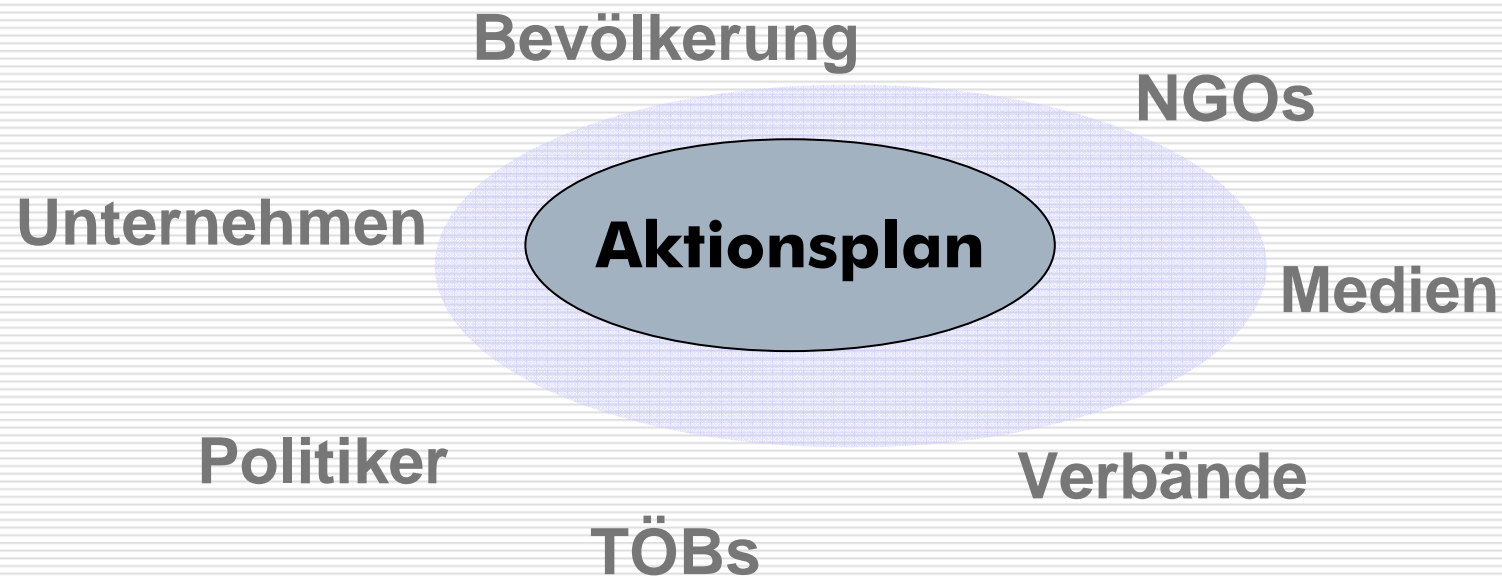 Bevölkerung
NGOs
Unternehmen
Aktionsplan
Medien
Politiker
Verbände
TÖBs